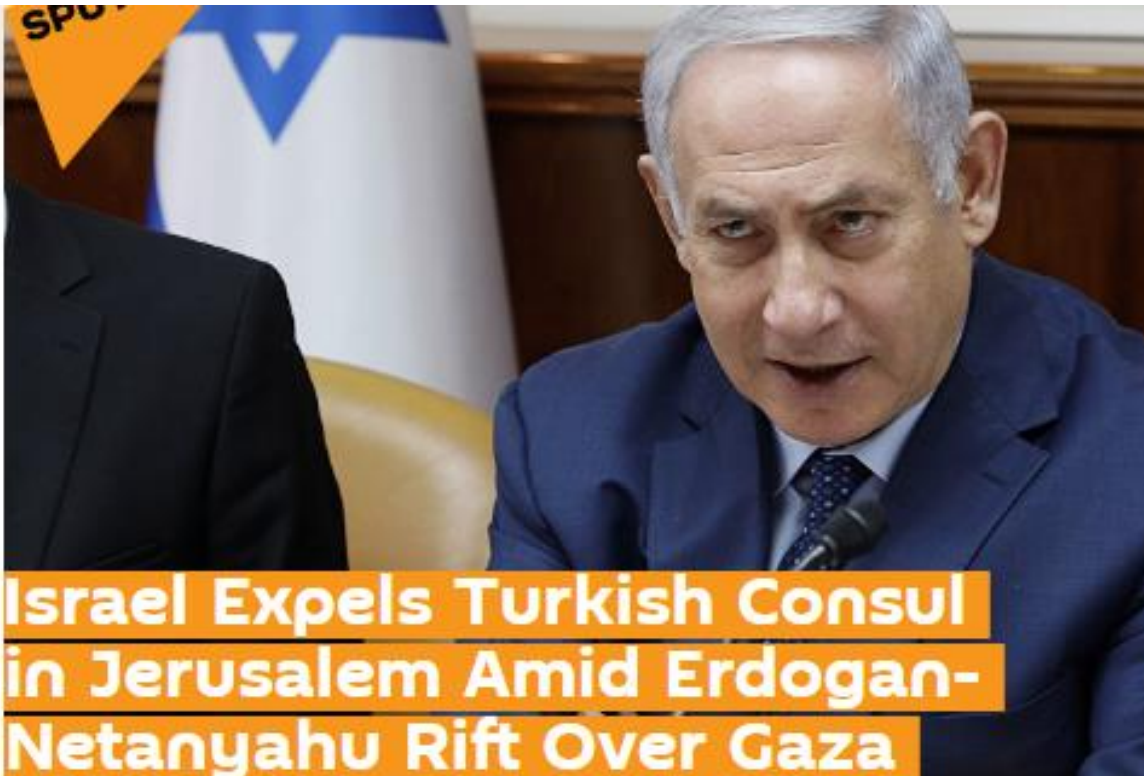 Israel Expels Turkish Consul
in Jerusalem Amid Erdogan-
Netanyahu Rift Over Gaza